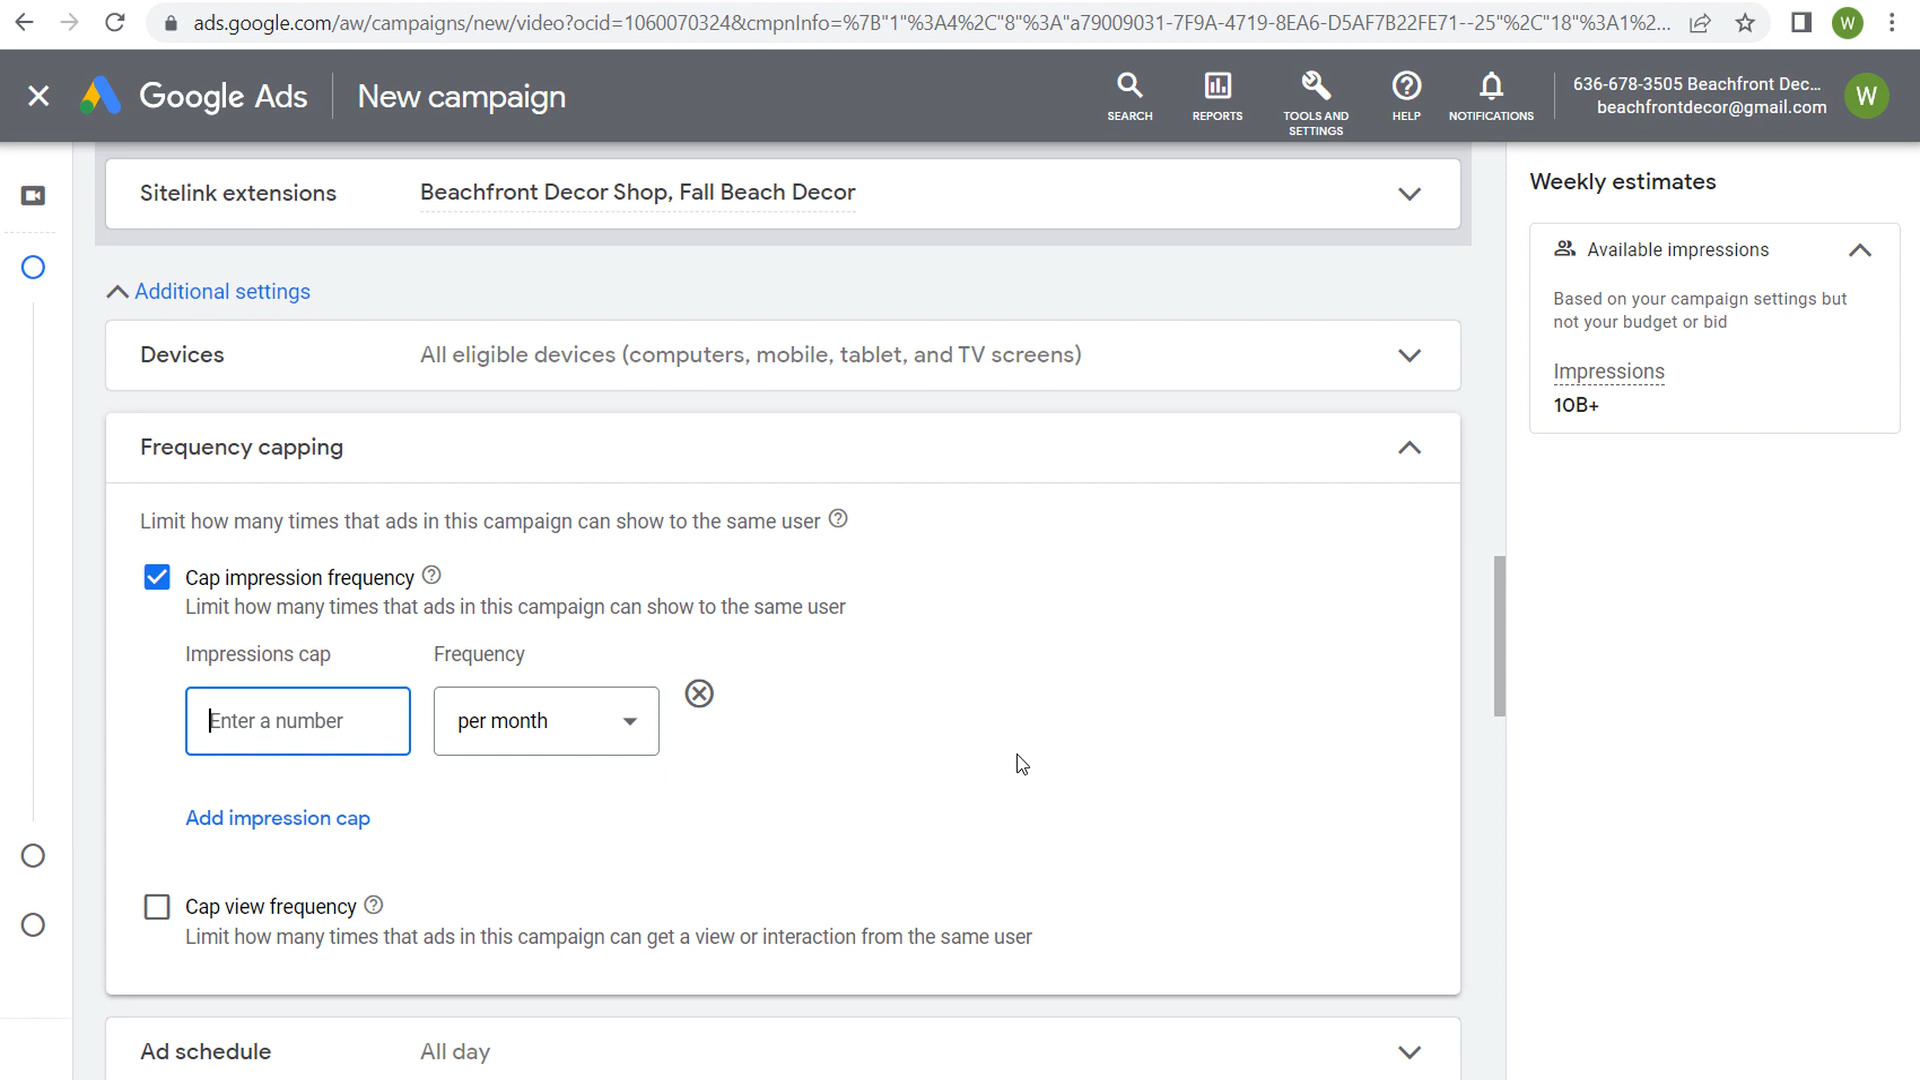 ads.google.com/aw/campaigns/new/video?ocid=1060070324&cmpnInfo=%7B"1"%3A4%2C"8"%3A"a79009031-7F9A-4719-8EA6-D5AF7B22FE71--25"%2C"18"%3A1%2...
W
Google Ads
New campaign
SEARCH
REPORTS
TOOLS AND
SETTINGS
HELP
NOTIFICATIONS
636-678-3505 Beachfront Dec...
beachfrontdecor@gmail.com
W
Sitelink extensions
Beachfront Decor Shop, Fall Beach Decor
Additional settings
Devices
All eligible devices (computers, mobile, tablet, and TV screens)
Frequency capping
Limit how many times that ads in this campaign can show to the same user
Cap impression frequency
Limit how many times that ads in this campaign can show to the same user
Impressions cap
Frequency
Enter a number
per month
Add impression cap
Cap view frequency
Limit how many times that ads in this campaign can get a view or interaction from the same user
Ad schedule
All day
Weekly estimates
Available impressions
Based on your campaign settings but
not your budget or bid
Impressions
10B+